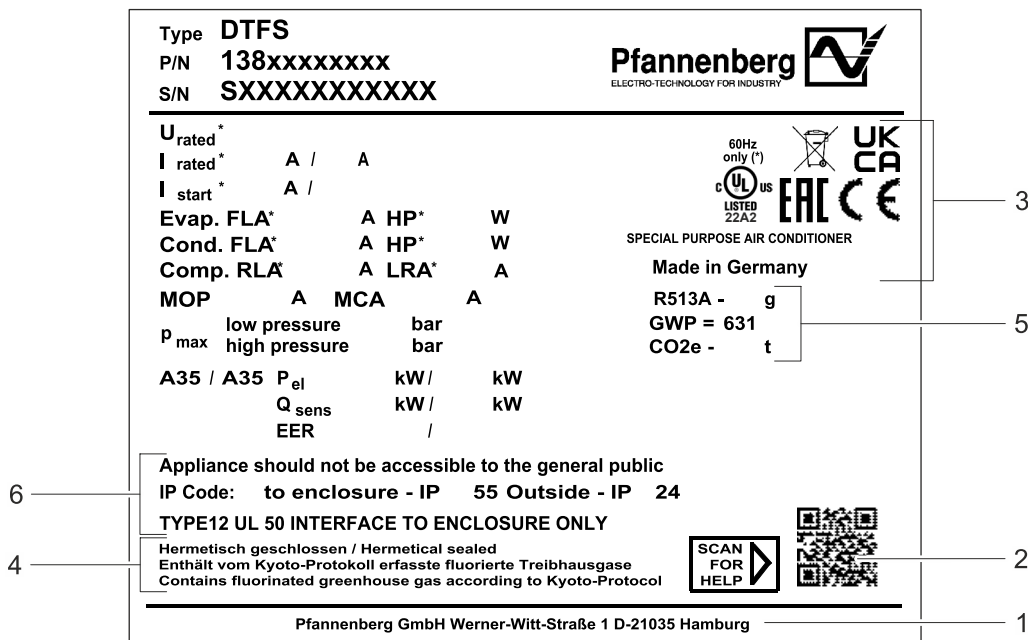 Type DTFS
P/N 138xxxxxxxx
S/N SXXXXXXXXXXX
Pfannenberg
ELECTRO-TECHNOLOGY FOR INDUSTRY
U rated *
I rated * A / A
I start * A /
Evap. FLA* A HP* W
Cond. FLA* A HP* W
Comp. RLA* A LRA* A
MOP A MCA A
p max low pressure bar
high pressure bar
A35 / A35 P el kW / kW
Q sens kW / kW
EER /
60Hz
only (*)
UK
CA
C UL US
LISTED
22A2
EAC CE
SPECIAL PURPOSE AIR CONDITIONER
Made in Germany
3
R513A - g
GWP = 631
CO2e - t
5
Appliance should not be accessible to the general public
IP Code: to enclosure - IP 55 Outside - IP 24
TYPE12 UL 50 INTERFACE TO ENCLOSURE ONLY
6
Hermetisch geschlossen / Hermetical sealed
Enthält vom Kyoto-Protokoll erfasste fluorierte Treibhausgase
Contains fluorinated greenhouse gas according to Kyoto-Protocol
4
SCAN
FOR
HELP
2
Pfannenberg GmbH Werner-Witt-Straße 1 D-21035 Hamburg
1